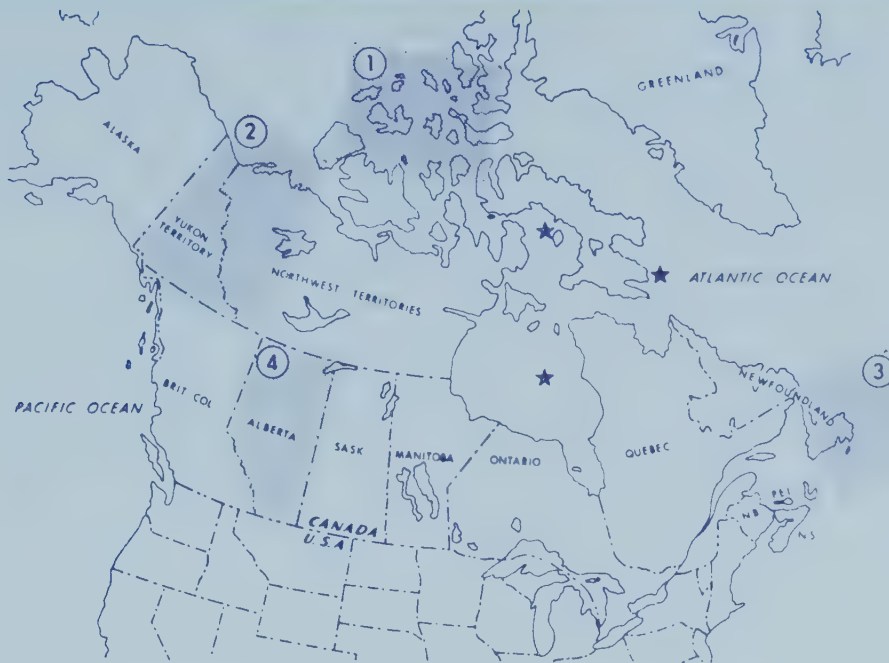 1
GREENLAND
2
ALASKA
YUKON
TERRITORY
NORTHWEST TERRITORIES
ATLANTIC OCEAN
4
3
BRIT COL
NEWFOUNDLAND
PACIFIC OCEAN
ALBERTA
SASK
MANITOBA
ONTARIO
QUEBEC
PEI
NB
NS
CANADA
U.S.A